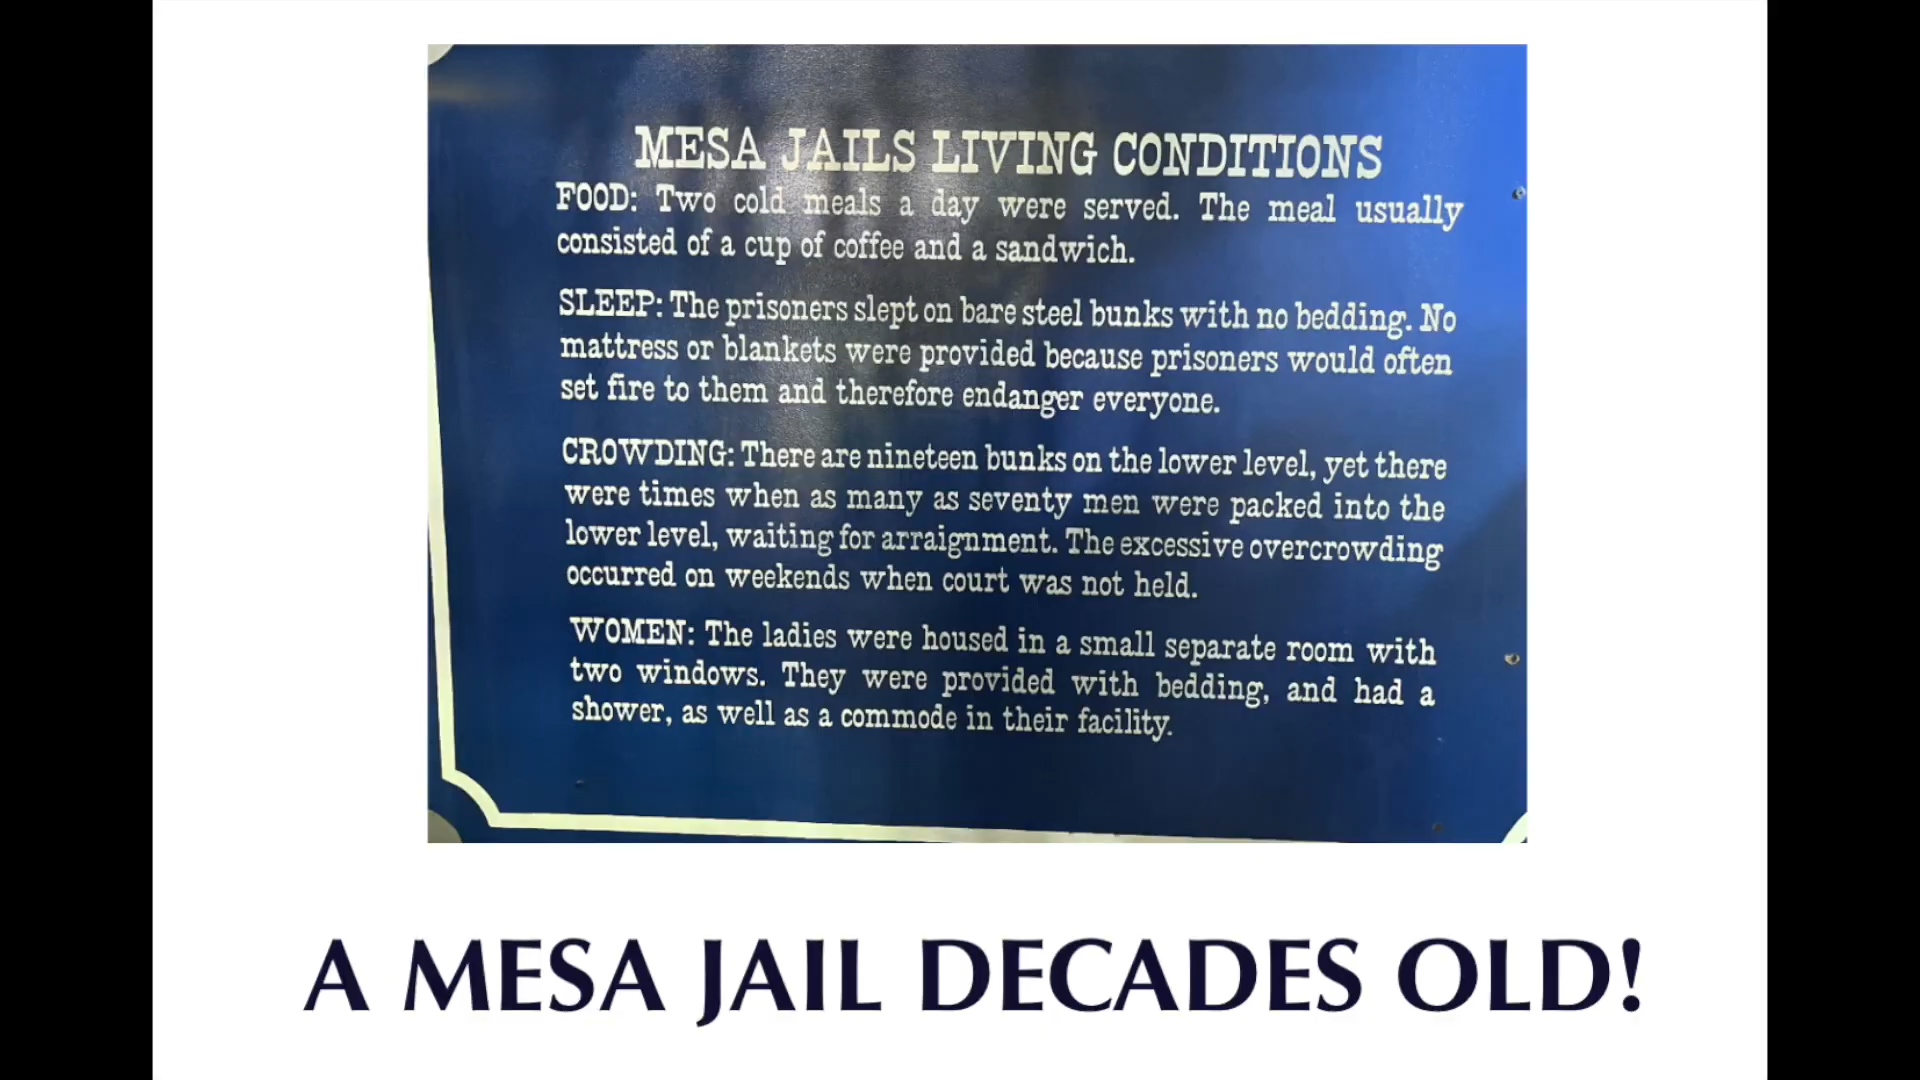 MESA JAILS LIVING CONDITIONS
FOOD: Two cold meals a day were served. The meal usually
consisted of a cup of coffee and a sandwich.
SLEEP: The prisoners slept on bare steel bunks with no bedding. No
mattress or blankets were provided because prisoners would often
set fire to them and therefore endanger everyone.
CROWDING: There are nineteen bunks on the lower level, yet there
were times when as many as seventy men were packed into the
lower level, waiting for arraignment. The excessive overcrowding
occurred on weekends when court was not held.
WOMEN: The ladies were housed in a small separate room with
two windows. They were provided with bedding, and had a
shower, as well as a commode in their facility.
A MESA JAIL DECADES OLD!